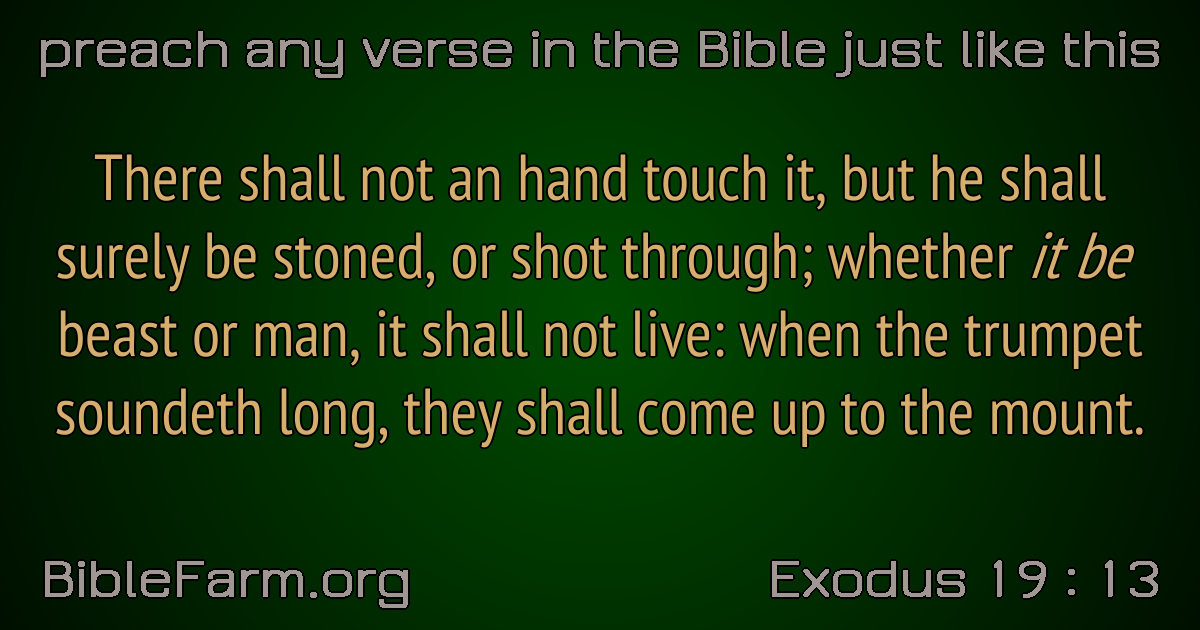 preach any verse in the Bible just like this
There shall not an hand touch it, but he shall
surely be stoned, or shot through; whether it be
beast or man, it shall not live: when the trumpet
soundeth long, they shall come up to the mount.
BibleFarm.org
Exodus 19 : 13